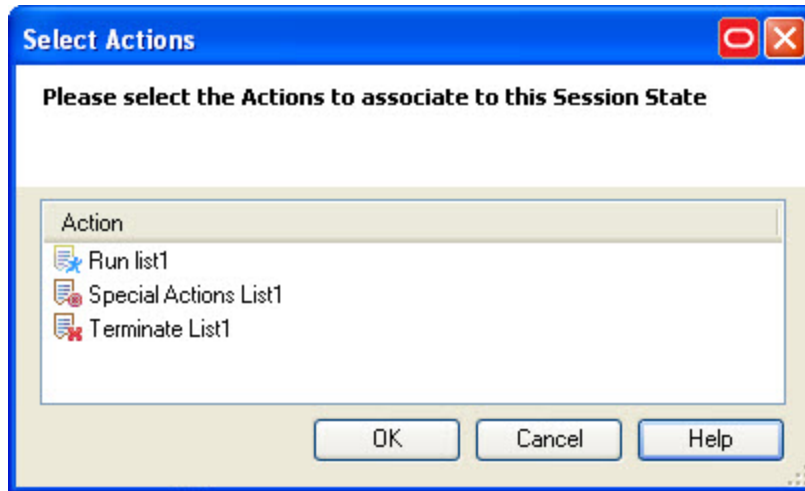 Select Actions
Please select the Actions to associate to this Session State
Action
Run list1
Special Actions List1
Terminate List1
OK Cancel Help